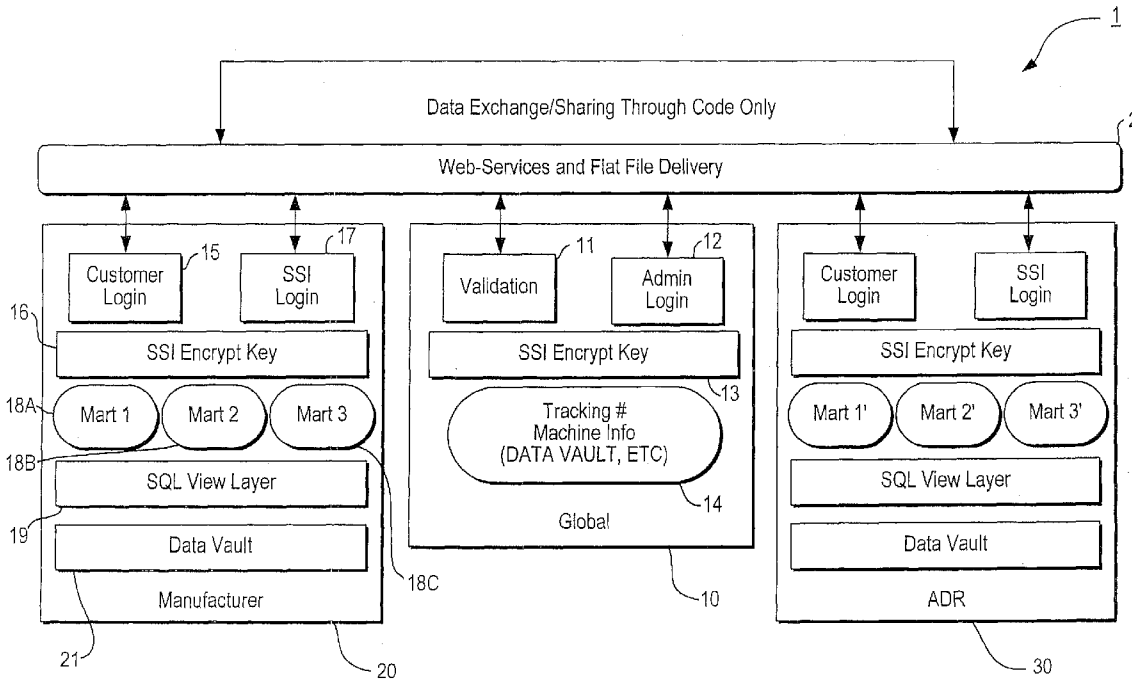 1
Data Exchange/Sharing Through Code Only
2
Web-Services and Flat File Delivery
15
17
11
12
Customer
Login
SSI
Login
Validation
Admin
Login
Customer
Login
SSI
Login
16
SSI Encrypt Key
SSI Encrypt Key
SSI Encrypt Key
13
18A
Mart 1
Mart 2
Mart 3
Tracking #
Machine Info
(DATA VAULT, ETC)
Mart 1'
Mart 2'
Mart 3'
18B
SQL View Layer
SQL View Layer
19
14
Global
Data Vault
Data Vault
18C
Manufacturer
10
ADR
21
20
30